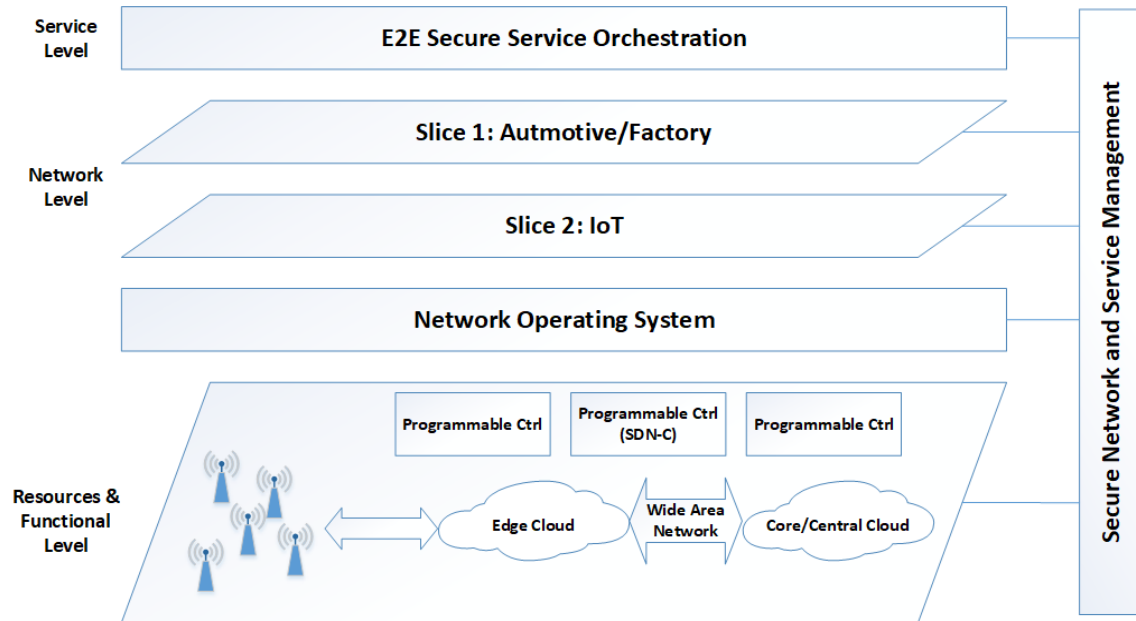 Service
Level
E2E Secure Service Orchestration
Slice 1: Autmotive/Factory
Network
Level
Slice 2: IoT
Network Operating System
Programmable Ctrl
Programmable Ctrl
(SDN-C)
Programmable Ctrl
Resources &
Functional
Level
Edge Cloud
Wide Area
Network
Core/Central Cloud
Secure Network and Service Management